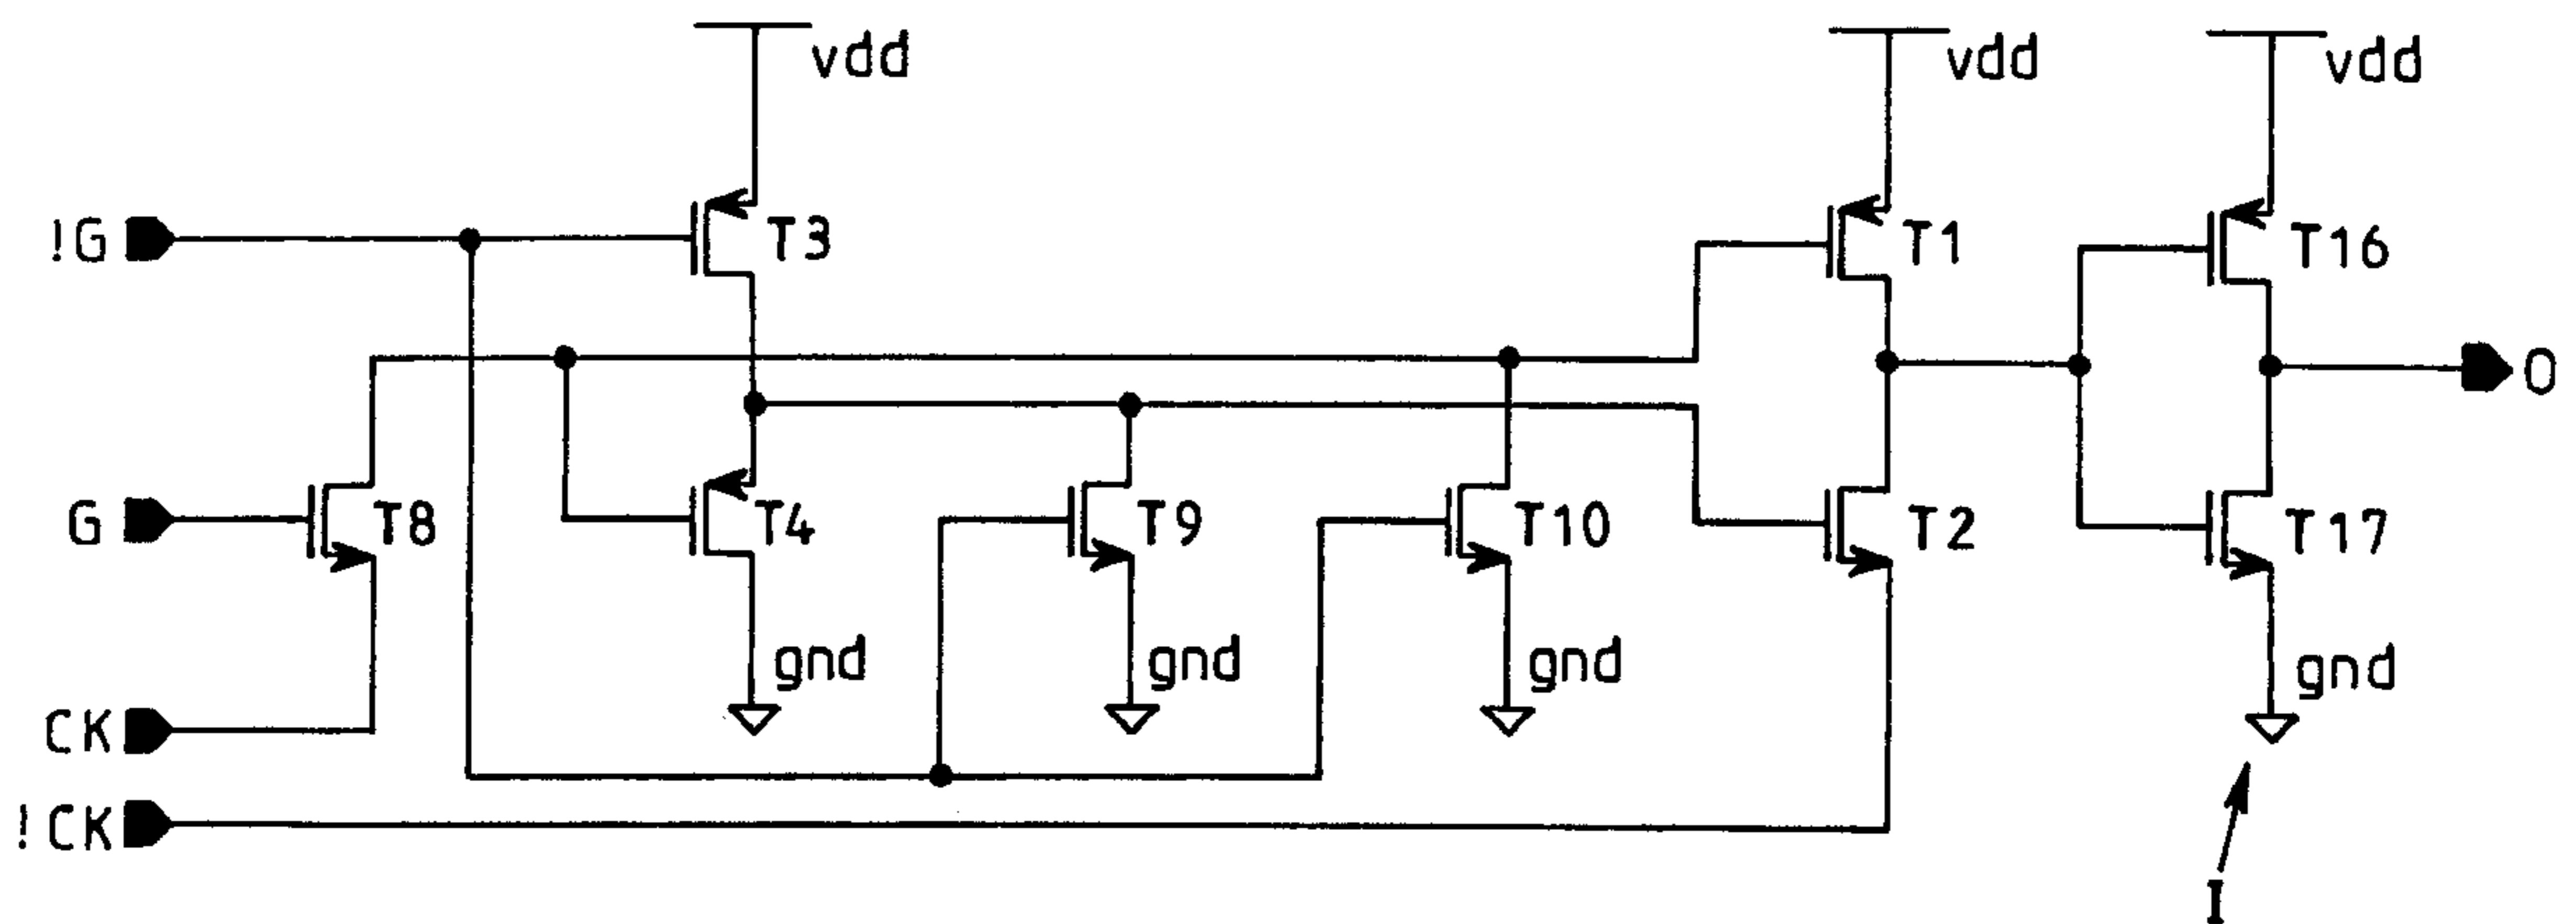 vdd
vdd
vdd
!G
T3
T1
T16
O
G
T8
T4
T9
T10
T2
T17
gnd
gnd
gnd
gnd
CK
!CK
I